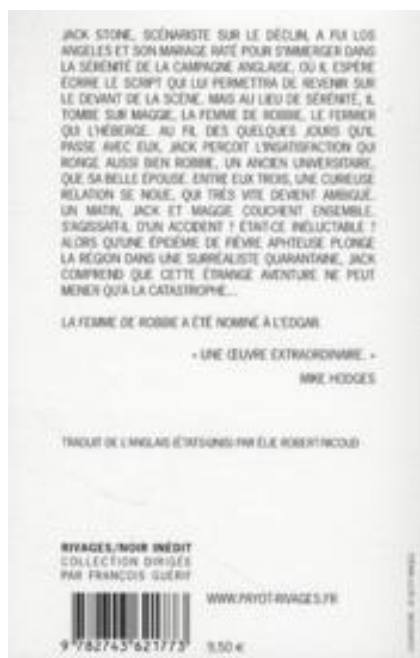 JACK STONE, SCÉNARISTE SUR LE DÉCLIN, A FUI LOS
ANGELES ET SON MARIAGE RATÉ POUR S'IMMERGER DANS
LA SÉRÉNITÉ DE LA CAMPAGNE ANGLAISE, OÙ IL ESPÈRE
ÉCRIRE LE SCRIPT QUI LUI PERMETTRA DE REVENIR SUR
LE DEVANT DE LA SCÈNE. MAIS AU LIEU DE SÉRÉNITÉ, IL
TOMBE SUR MAGGIE, LA FEMME DE ROBBIE, LE FERMIER
QUI L'HÉBERGE. AU FIL DES QUELQUES JOURS QU'IL
PASSE AVEC EUX, JACK PERÇOIT L'INSATISFACTION QUI
RONGE AUSSI BIEN ROBBIE, UN ANCIEN UNIVERSITAIRE,
QUE SA BELLE ÉPOUSE. ENTRE EUX TROIS, UNE CURIEUSE
RELATION SE NOUE, QUI TRÈS VITE DEVIENT AMBIGUË.
UN MATIN, JACK ET MAGGIE COUCHENT ENSEMBLE.
S'AGISSAIT-IL D'UN ACCIDENT ? ÉTAIT-CE INÉLUCTABLE ?
ALORS QU'UNE ÉPIDÉMIE DE FIÈVRE APHTEUSE PLONGE
LA RÉGION DANS UNE SURRÉALISTE QUARANTAINE, JACK
COMPREND QUE CETTE ÉTRANGE AVENTURE NE PEUT
MENER QU'À LA CATASTROPHE...
LA FEMME DE ROBBIE A ÉTÉ NOMINÉ À L'EDGAR.
« UNE ŒUVRE EXTRAORDINAIRE. »
MIKE HODGES
TRADUIT DE L'ANGLAIS (ÉTATS-UNIS) PAR ÉLIE ROBERT-NICOUD
RIVAGES/NOIR INÉDIT
COLLECTION DIRIGÉE
PAR FRANÇOIS GUÉRIF
WWW.PAYOT-RIVAGES.FR
9 782743 621773
9,50 €